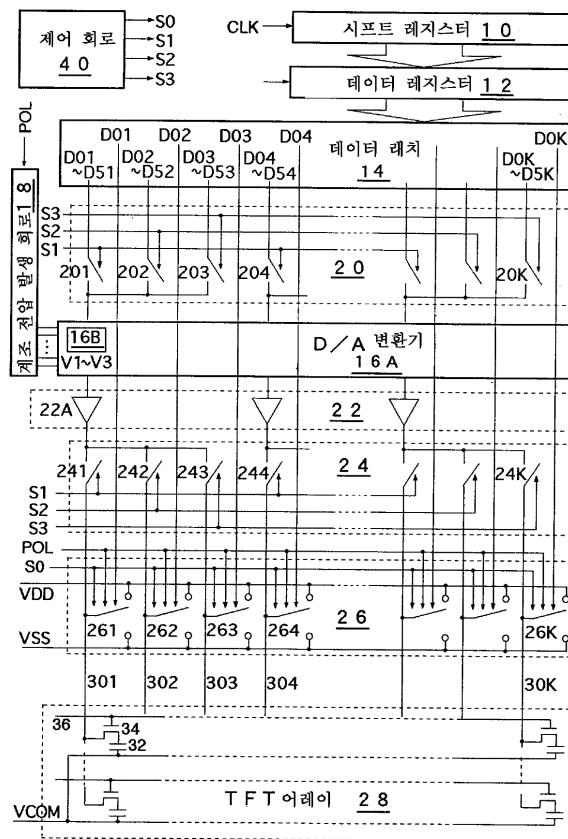 제어 회로
40
S0
S1
S2
S3
CLK
시프트 레지스터 10
데이터 레지스터 12
POL
계조 전압 발생 회로 18
D01 D02 D03 D04 D0K
D01 D02 D03 D04 데이터 래치 D0K
~D51 ~D52 ~D53 ~D54 14 ~D5K
S3
S2
S1
201 202 203 204 20 20K
16B D/A 변환기
V1~V3 16A
22A 22
241 242 243 244 24 24K
S1
S2
S3
POL
S0
VDD
261 262 263 264 26 26K
VSS
301 302 303 304 30K
36
34
32
TFT 어레이 28
VCOM